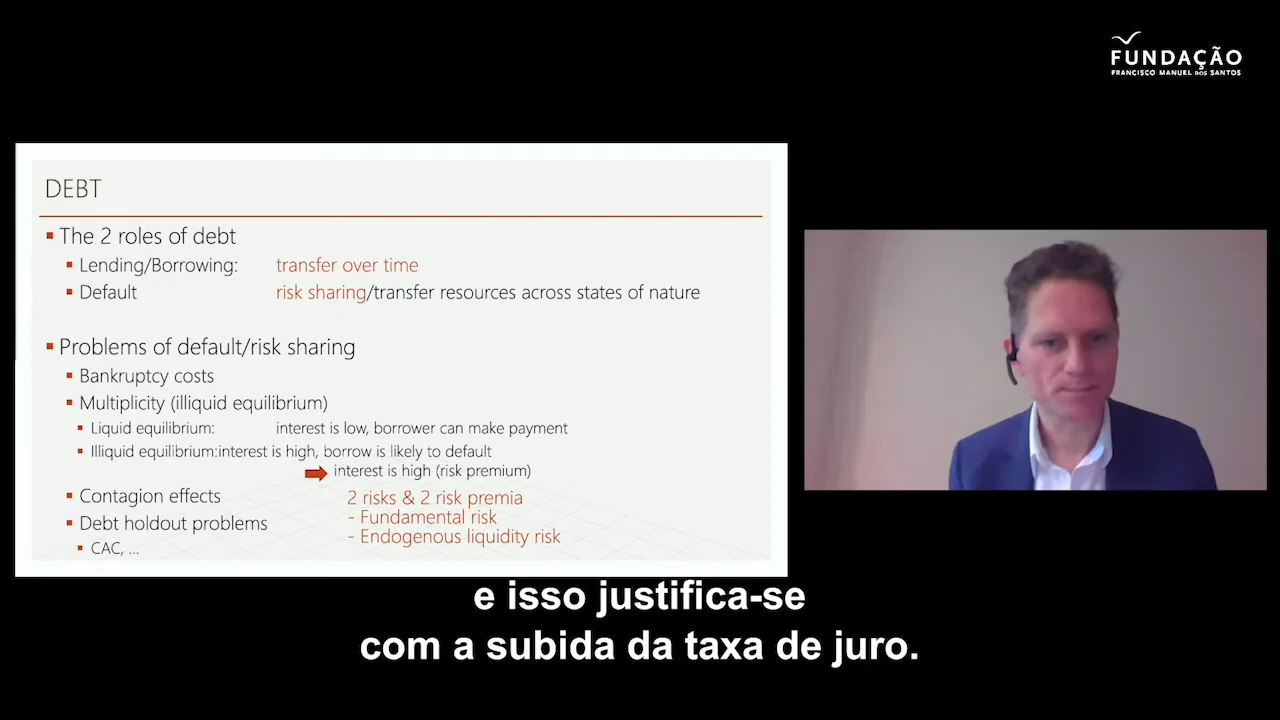 FUNDAÇÃO
FRANCISCO MANUEL DOS SANTOS
DEBT
The 2 roles of debt
Lending/Borrowing: transfer over time
Default risk sharing/transfer resources across states of nature
Problems of default/risk sharing
Bankruptcy costs
Multiplicity (illiquid equilibrium)
Liquid equilibrium: interest is low, borrower can make payment
Illiquid equilibrium:interest is high, borrow is likely to default
interest is high (risk premium)
Contagion effects
2 risks & 2 risk premia
Debt holdout problems
- Fundamental risk
- Endogenous liquidity risk
CAC, ...
e isso justifica-se
com a subida da taxa de juro.